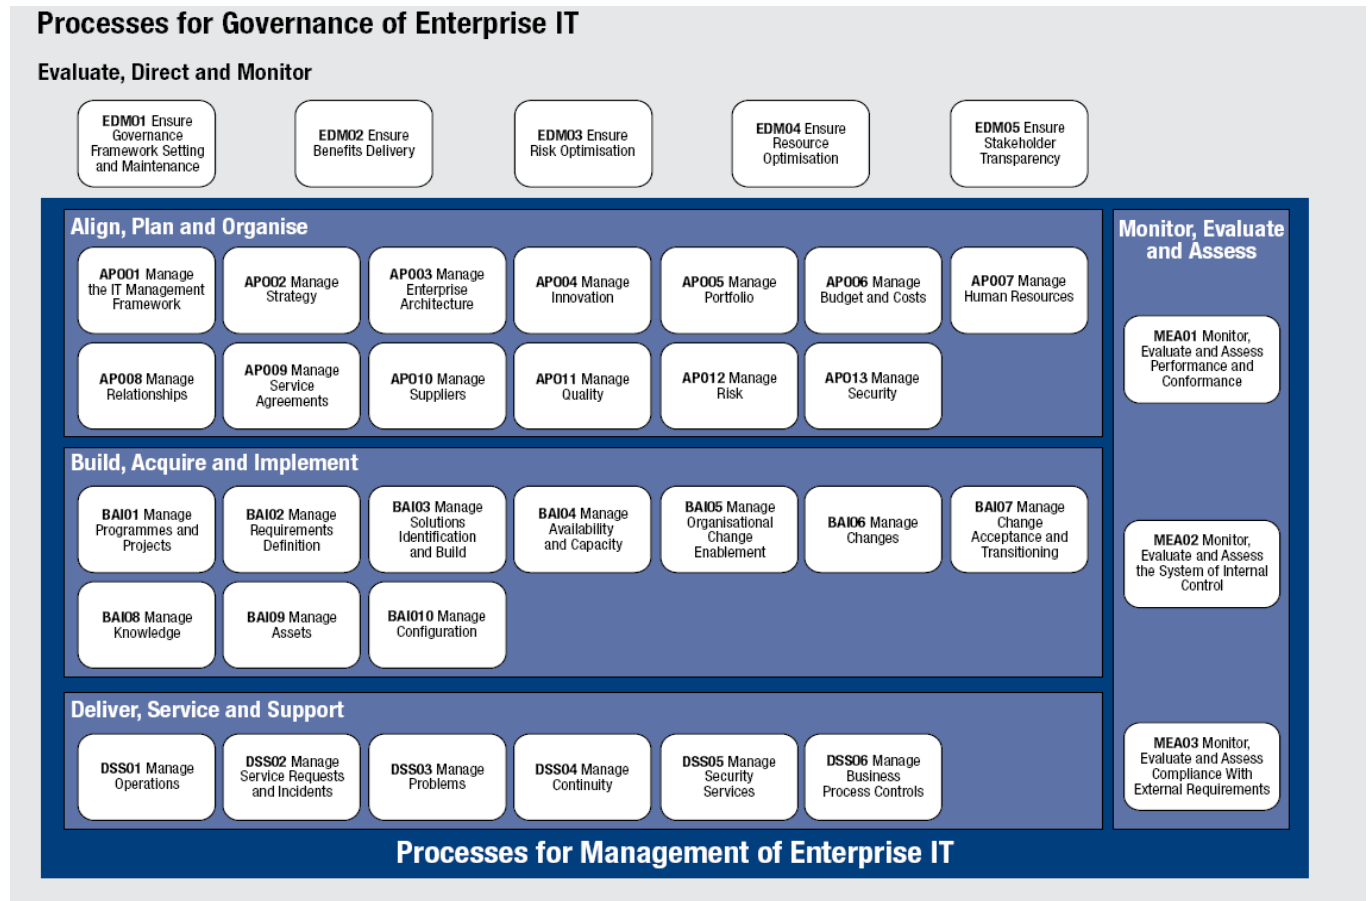 Processes for Governance of Enterprise IT
Evaluate, Direct and Monitor
EDM01 Ensure
Governance
Framework Setting
and Maintenance
EDM02 Ensure
Benefits Delivery
EDM03 Ensure
Risk Optimisation
EDM04 Ensure
Resource
Optimisation
EDM05 Ensure
Stakeholder
Transparency
Align, Plan and Organise
APO01 Manage
the IT Management
Framework
APO02 Manage
Strategy
APO03 Manage
Enterprise
Architecture
APO04 Manage
Innovation
APO05 Manage
Portfolio
APO06 Manage
Budget and Costs
APO07 Manage
Human Resources
APO08 Manage
Relationships
APO09 Manage
Service
Agreements
APO10 Manage
Suppliers
APO11 Manage
Quality
APO12 Manage
Risk
APO13 Manage
Security
Build, Acquire and Implement
BAI01 Manage
Programmes and
Projects
BAI02 Manage
Requirements
Definition
BAI03 Manage
Solutions
Identification
and Build
BAI04 Manage
Availability
and Capacity
BAI05 Manage
Organisational
Change
Enablement
BAI06 Manage
Changes
BAI07 Manage
Change
Acceptance and
Transitioning
BAI08 Manage
Knowledge
BAI09 Manage
Assets
BAI010 Manage
Configuration
Deliver, Service and Support
DSS01 Manage
Operations
DSS02 Manage
Service Requests
and Incidents
DSS03 Manage
Problems
DSS04 Manage
Continuity
DSS05 Manage
Security
Services
DSS06 Manage
Business
Process Controls
Monitor, Evaluate
and Assess
MEA01 Monitor,
Evaluate and Assess
Performance and
Conformance
MEA02 Monitor,
Evaluate and Assess
the System of Internal
Control
MEA03 Monitor,
Evaluate and Assess
Compliance With
External Requirements
Processes for Management of Enterprise IT